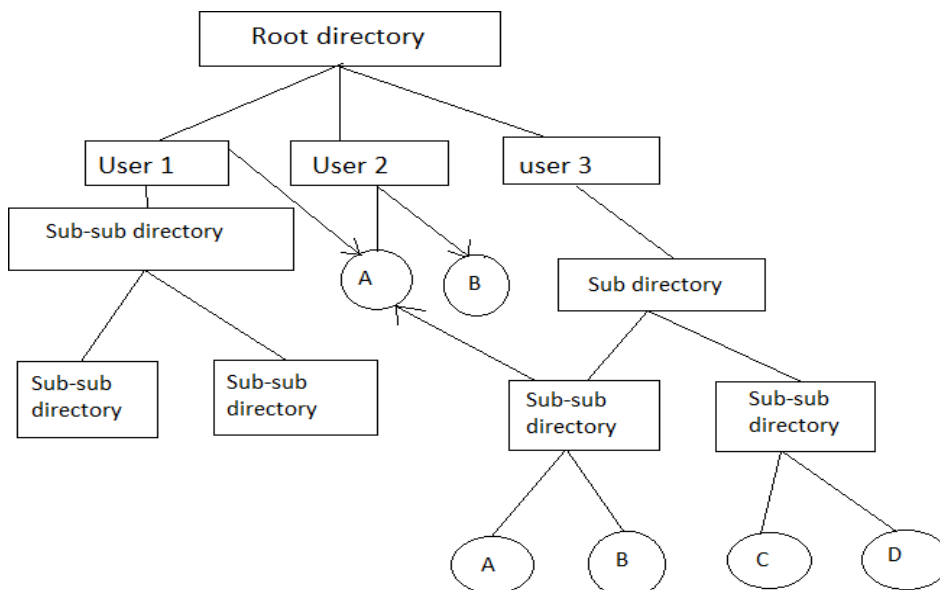 Root directory
User 1
User 2
user 3
Sub-sub directory
A
B
Sub directory
Sub-sub
directory
Sub-sub
directory
Sub-sub
directory
Sub-sub
directory
A
B
C
D